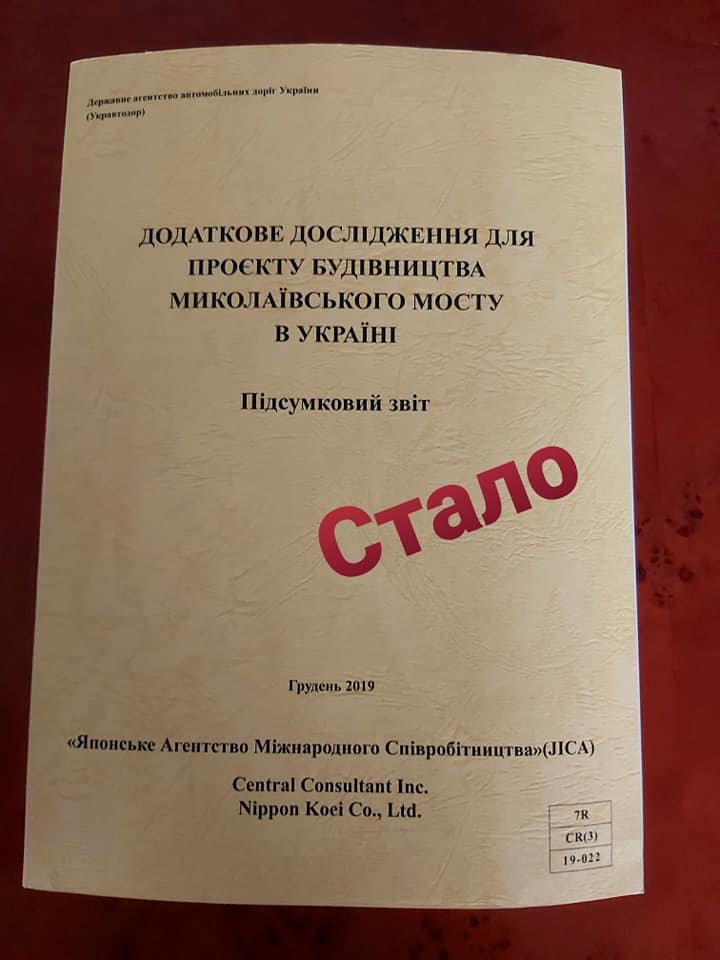 Державне агентство автомобільних доріг України
(Укравтодор)
ДОДАТКОВЕ ДОСЛІДЖЕННЯ ДЛЯ
ПРОЄКТУ БУДІВНИЦТВА
МИКОЛАЇВСЬКОГО МОСТУ
В УКРАЇНІ
Підсумковий звіт
Стало
Грудень 2019
«Японське Агентство Міжнародного Співробітництва»(JICA)
Central Consultant Inc.
Nippon Koei Co., Ltd.
7R
CR(3)
19-022